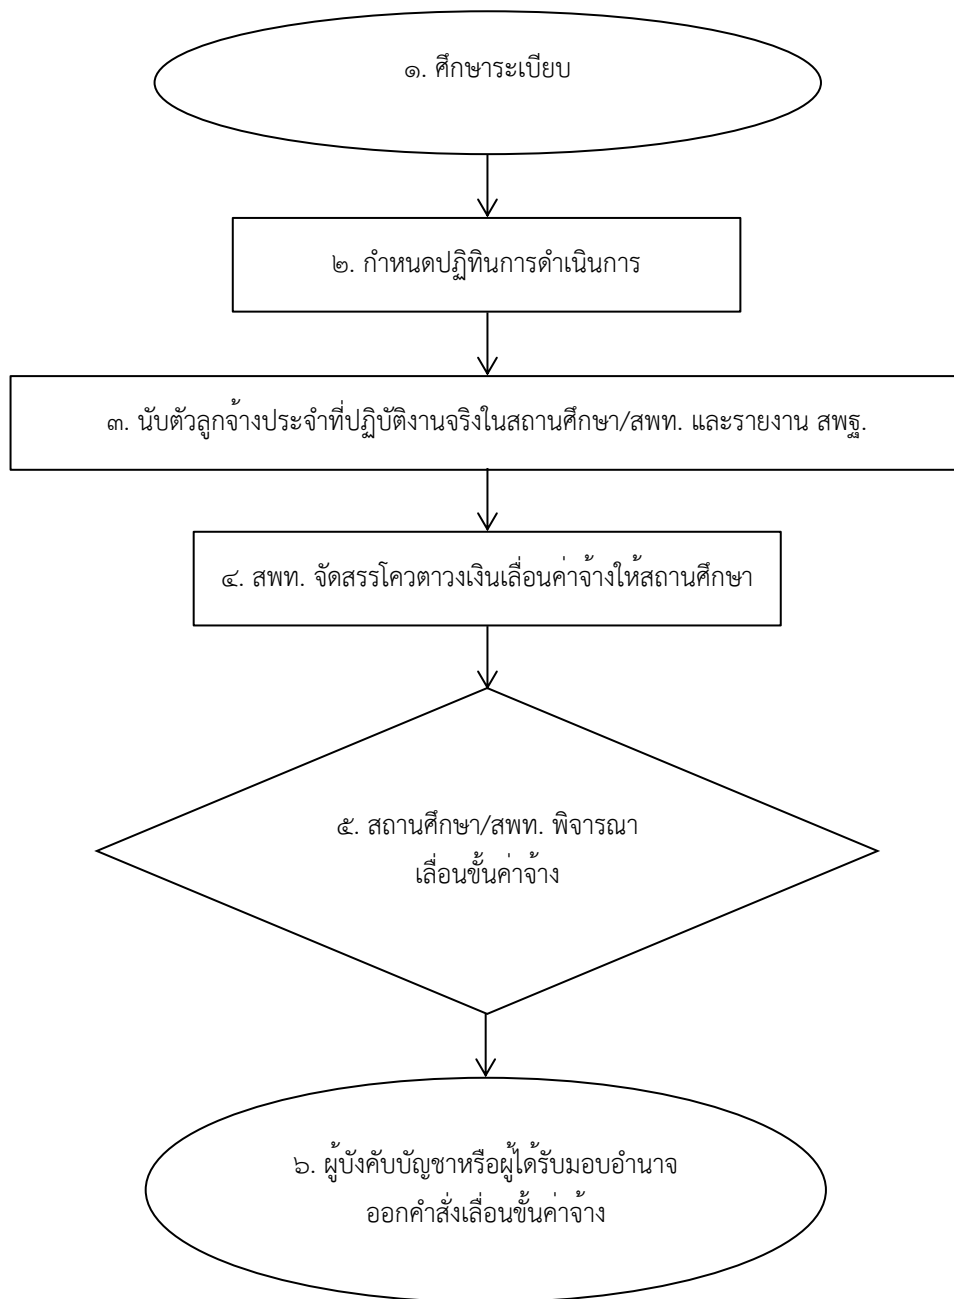 ๑. ศึกษาระเบียบ
๒. กำหนดปฏิทินการดำเนินการ
๓. นับตัวลูกจ้างประจำที่ปฏิบัติงานจริงในสถานศึกษา/สพท. และรายงาน สพฐ.
๔. สพท. จัดสรรโควตาวงเงินเลื่อนค่าจ้างให้สถานศึกษา
๕. สถานศึกษา/สพท. พิจารณา
เลื่อนขั้นค่าจ้าง
๖. ผู้บังคับบัญชาหรือผู้ได้รับมอบอำนาจ
ออกคำสั่งเลื่อนขั้นค่าจ้าง